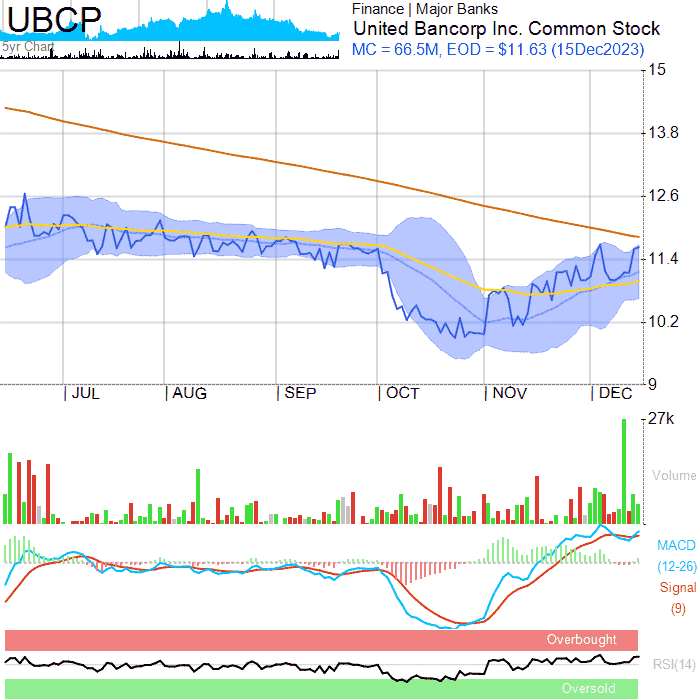 UBCP
5yr Chart
Finance | Major Banks
United Bancorp Inc. Common Stock
MC = 66.5M, EOD = $11.63 (15Dec2023)
15
13.8
12.6
11.4
10.2
9
JUL AUG SEP OCT NOV DEC
27k
Volume
MACD
(12-26)
Signal
(9)
Overbought
RSI(14)
Oversold